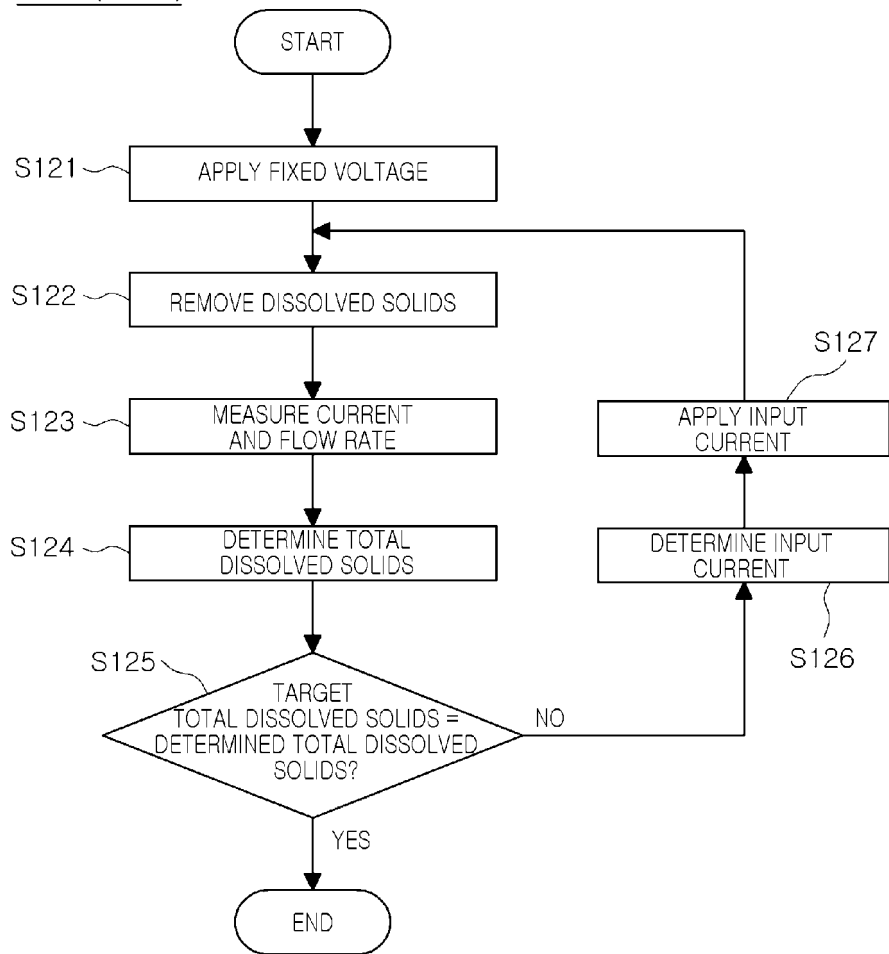 START
S121
APPLY FIXED VOLTAGE
S122
REMOVE DISSOLVED SOLIDS
S123
MEASURE CURRENT
AND FLOW RATE
S124
DETERMINE TOTAL
DISSOLVED SOLIDS
S125
TARGET
TOTAL DISSOLVED SOLIDS =
DETERMINED TOTAL DISSOLVED
SOLIDS?
NO
YES
END
S127
APPLY INPUT
CURRENT
DETERMINE INPUT
CURRENT
S126